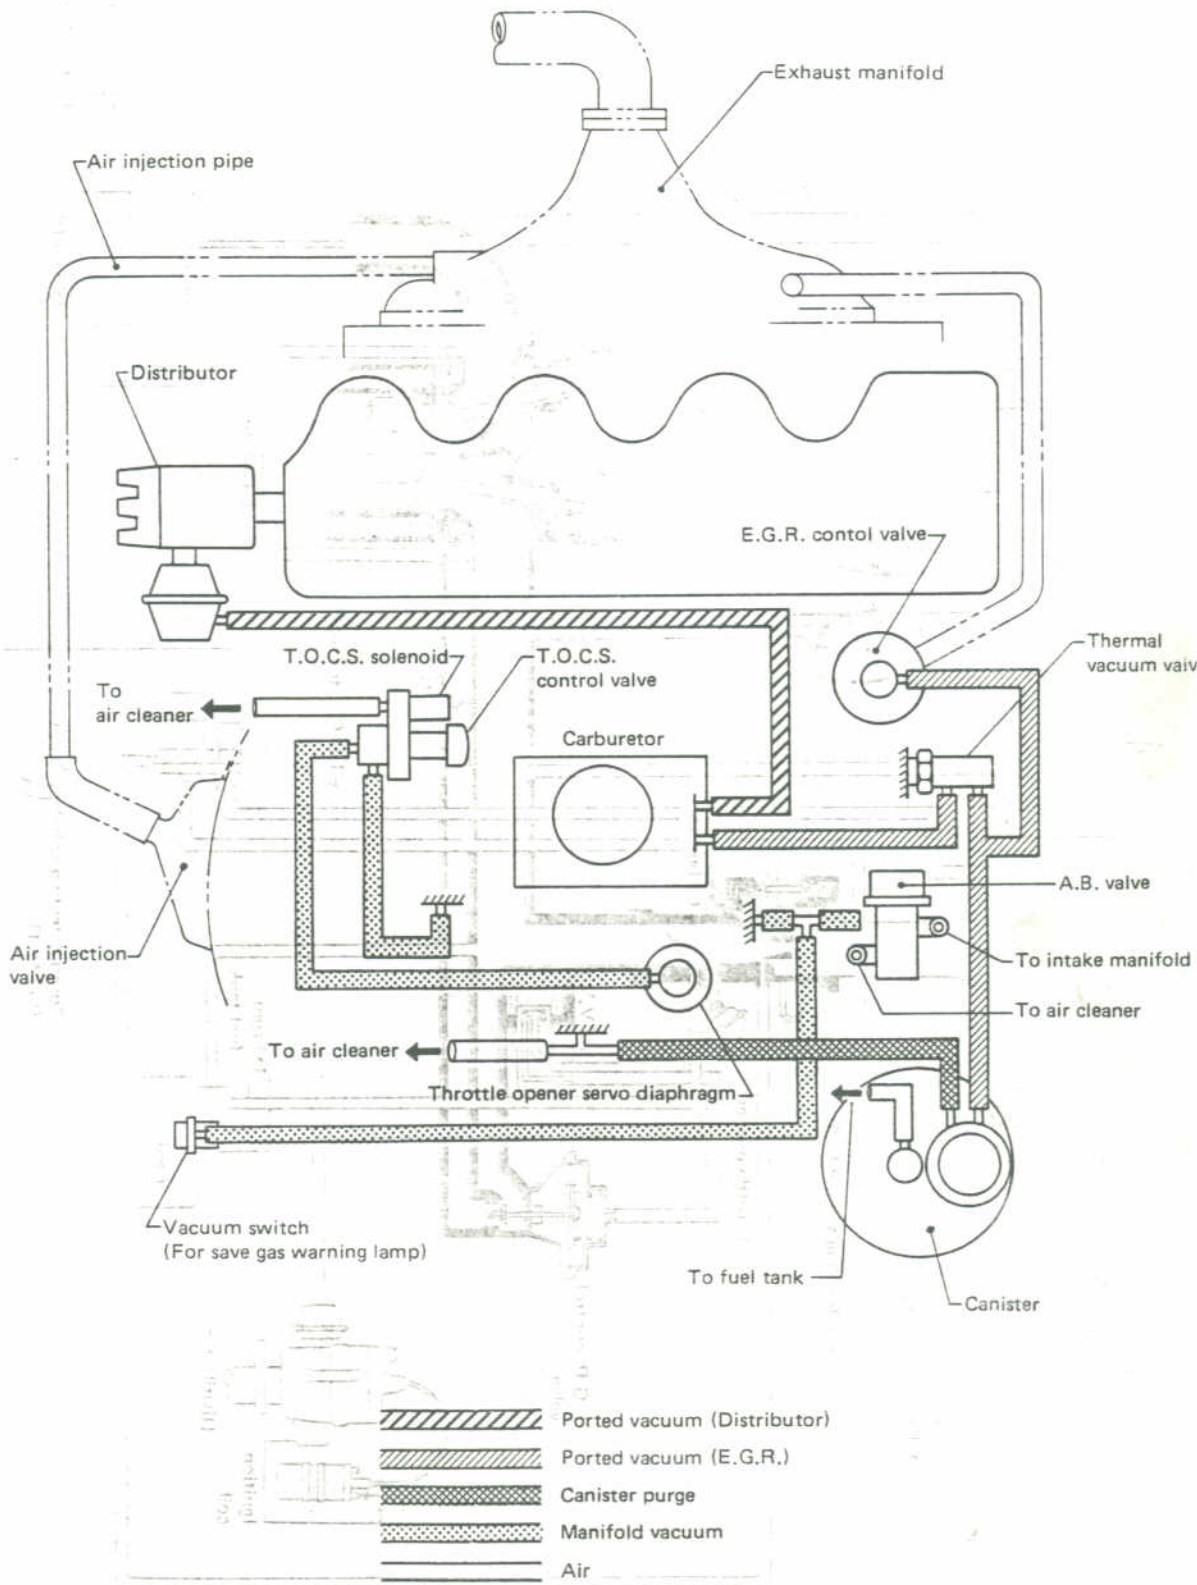 Exhaust manifold
Air injection pipe
Distributor
E.G.R. contol valve
Thermal
vacuum valv
T.O.C.S. solenoid
T.O.C.S.
control valve
To
air cleaner
Carburetor
A.B. valve
Air injection
valve
To intake manifold
To air cleaner
To air cleaner
Throttle opener servo diaphragm
Vacuum switch
(For save gas warning lamp)
To fuel tank
Canister
Ported vacuum (Distributor)
Ported vacuum (E.G.R.)
Canister purge
Manifold vacuum
Air